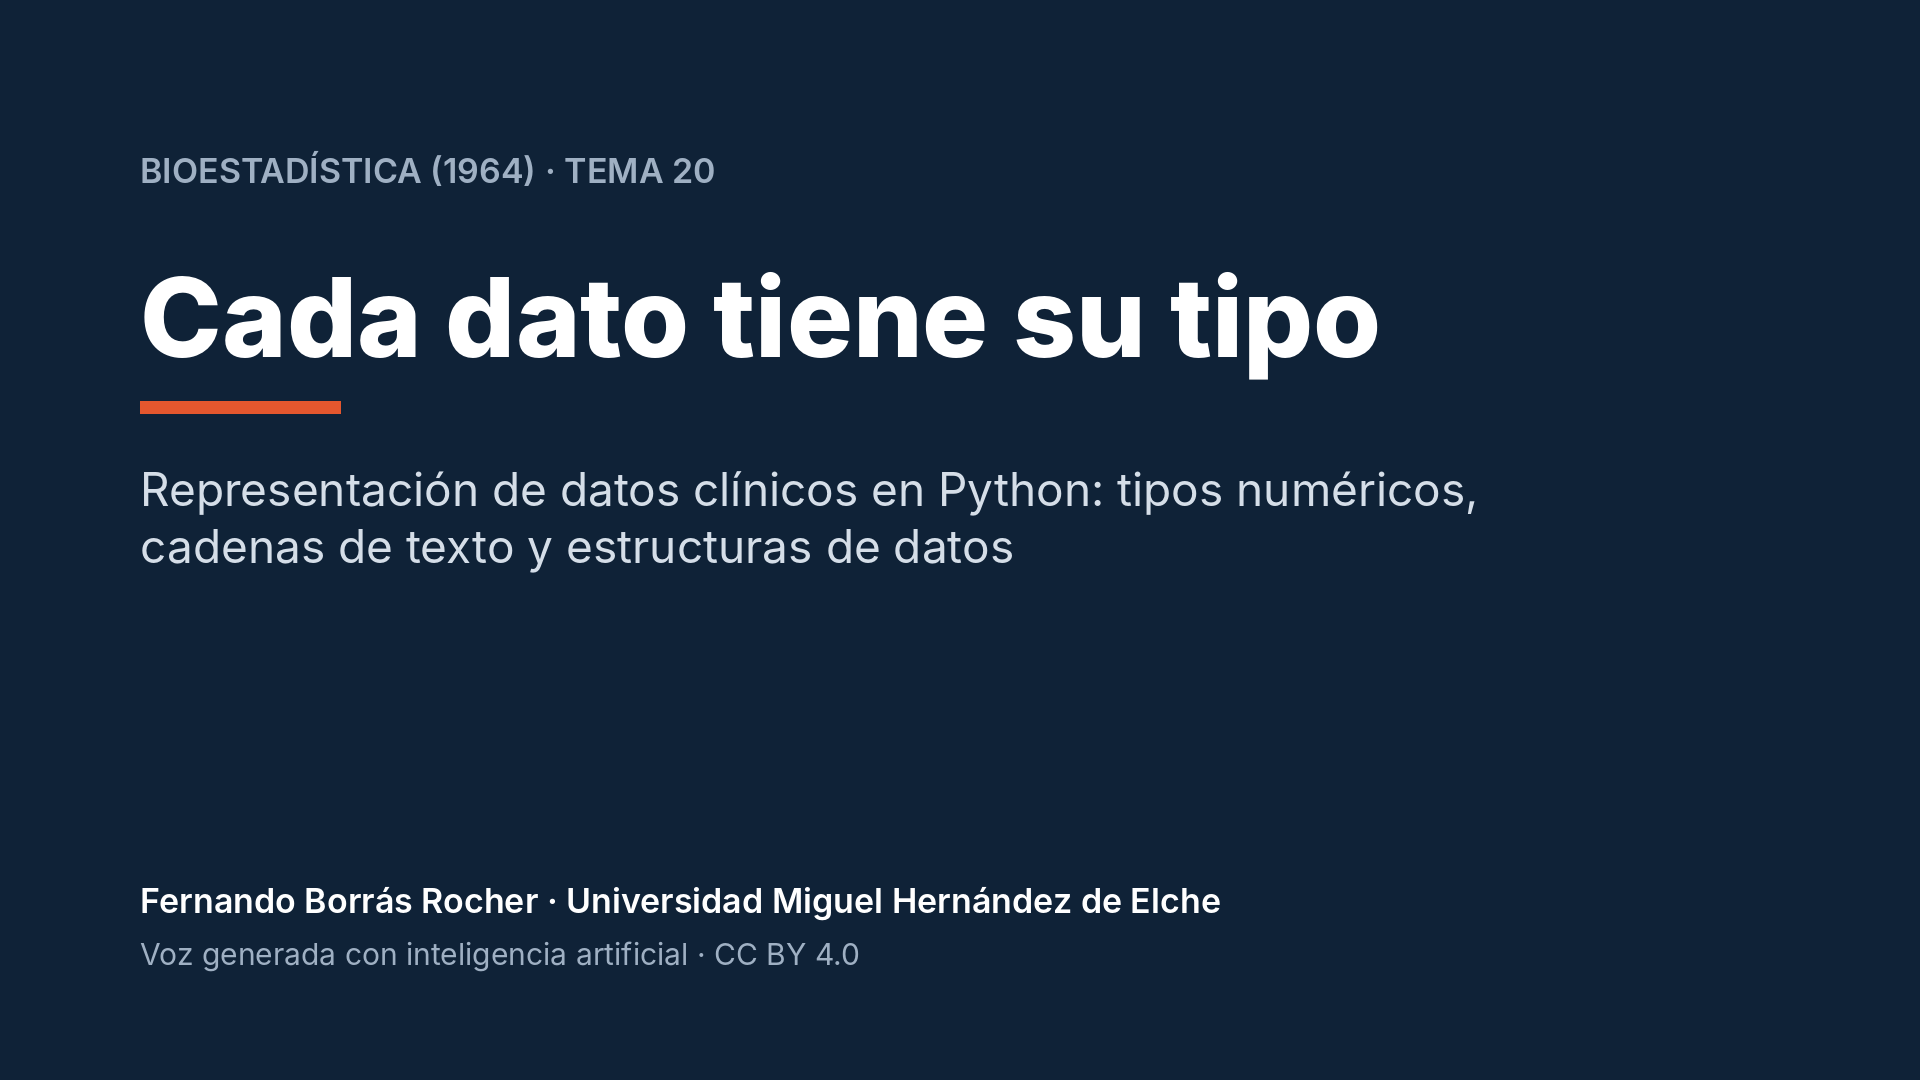 BIOESTADÍSTICA (1964) · TEMA 20
Cada dato tiene su tipo
Representación de datos clínicos en Python: tipos numéricos,
cadenas de texto y estructuras de datos
Fernando Borrás Rocher · Universidad Miguel Hernández de Elche
Voz generada con inteligencia artificial · CC BY 4.0